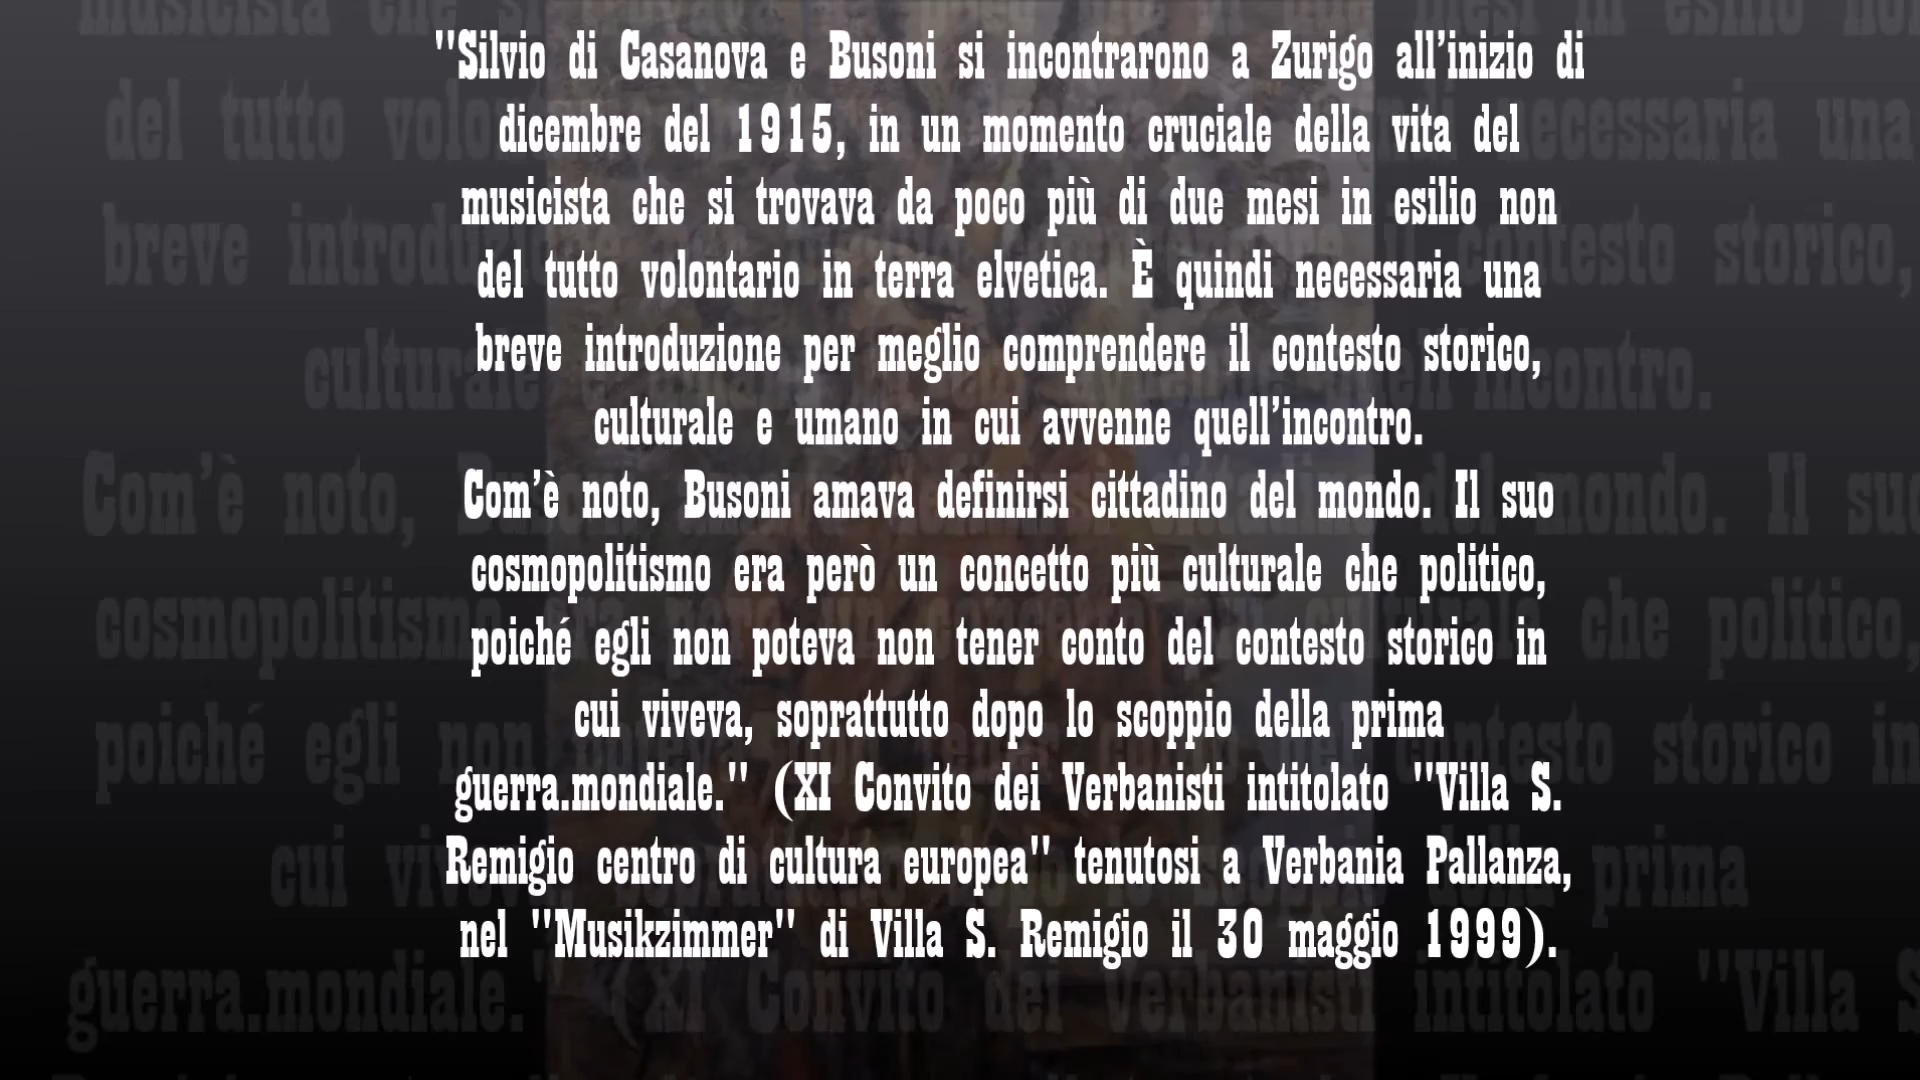 "Silvio di Casanova e Busoni si incontrarono a Zurigo all'inizio di
dicembre del 1915, in un momento cruciale della vita del
musicista che si trovava da poco più di due mesi in esilio non
del tutto volontario in terra elvetica. È quindi necessaria una
breve introduzione per meglio comprendere il contesto storico,
culturale e umano in cui avvenne quell'incontro.
Com'è noto, Busoni amava definirsi cittadino del mondo. Il suo
cosmopolitismo era però un concetto più culturale che politico,
poiché egli non poteva non tener conto del contesto storico in
cui viveva, soprattutto dopo lo scoppio della prima
guerra.mondiale." (XI Convito dei Verbanisti intitolato "Villa S.
Remigio centro di cultura europea" tenutosi a Verbania Pallanza,
nel "Musikzimmer" di Villa S. Remigio il 30 maggio 1999).